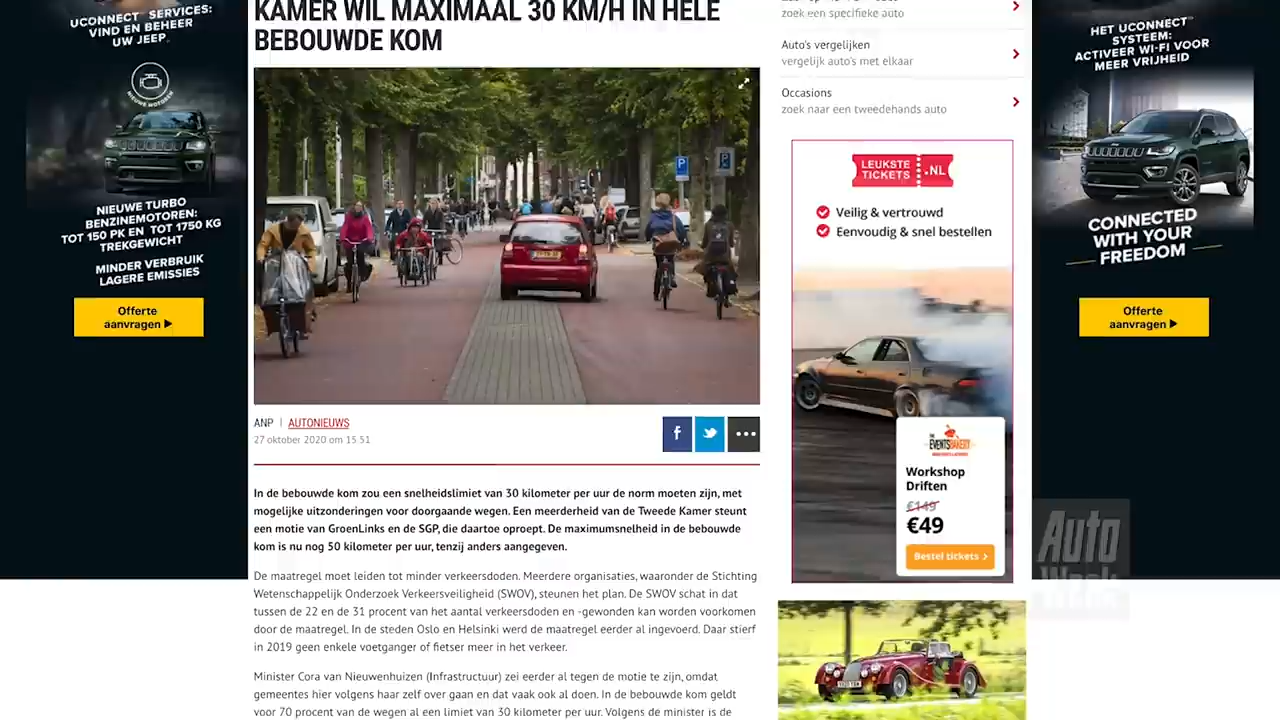 UCONNECT™ SERVICES:
VIND EN BEHEER
UW JEEP®
NIEUWE MOTOREN
NIEUWE TURBO
BENZINEMOTOREN:
TOT 150 PK EN TOT 1750 KG
TREKGEWICHT
MINDER VERBRUIK
LAGERE EMISSIES
Offerte
aanvragen ▶
KAMER WIL MAXIMAAL 30 KM/H IN HELE
BEBOUWDE KOM
P
P
ANP | AUTONIEUWS
27 oktober 2020 om 15:51
f
In de bebouwde kom zou een snelheidslimiet van 30 kilometer per uur de norm moeten zijn, met
mogelijke uitzonderingen voor doorgaande wegen. Een meerderheid van de Tweede Kamer steunt
een motie van GroenLinks en de SGP, die daartoe oproept. De maximumsnelheid in de bebouwde
kom is nu nog 50 kilometer per uur, tenzij anders aangegeven.
De maatregel moet leiden tot minder verkeersdoden. Meerdere organisaties, waaronder de Stichting
Wetenschappelijk Onderzoek Verkeersveiligheid (SWOV), steunen het plan. De SWOV schat in dat
tussen de 22 en de 31 procent van het aantal verkeersdoden en -gewonden kan worden voorkomen
door de maatregel. In de steden Oslo en Helsinki werd de maatregel eerder al ingevoerd. Daar stierf
in 2019 geen enkele voetganger of fietser meer in het verkeer.
Minister Cora van Nieuwenhuizen (Infrastructuur) zei eerder al tegen de motie te zijn, omdat
gemeentes hier volgens haar zelf over gaan en dat vaak ook al doen. In de bebouwde kom geldt
voor 70 procent van de wegen al een limiet van 30 kilometer per uur. Volgens de minister is de
zoek een specifieke auto
Auto's vergelijken
vergelijk auto's met elkaar
Occasions
zoek naar een tweedehands auto
LEUKSTE
TICKETS .NL
Veilig & vertrouwd
Eenvoudig & snel bestellen
THE
EVENTSBAKERY
Workshop
Driften
€149
€49
Bestel tickets >
HET UCONNECT™
SYSTEEM:
ACTIVEER WI-FI VOOR
MEER VRIJHEID
CONNECTED
WITH YOUR
FREEDOM
Offerte
aanvragen ▶
Auto
Week